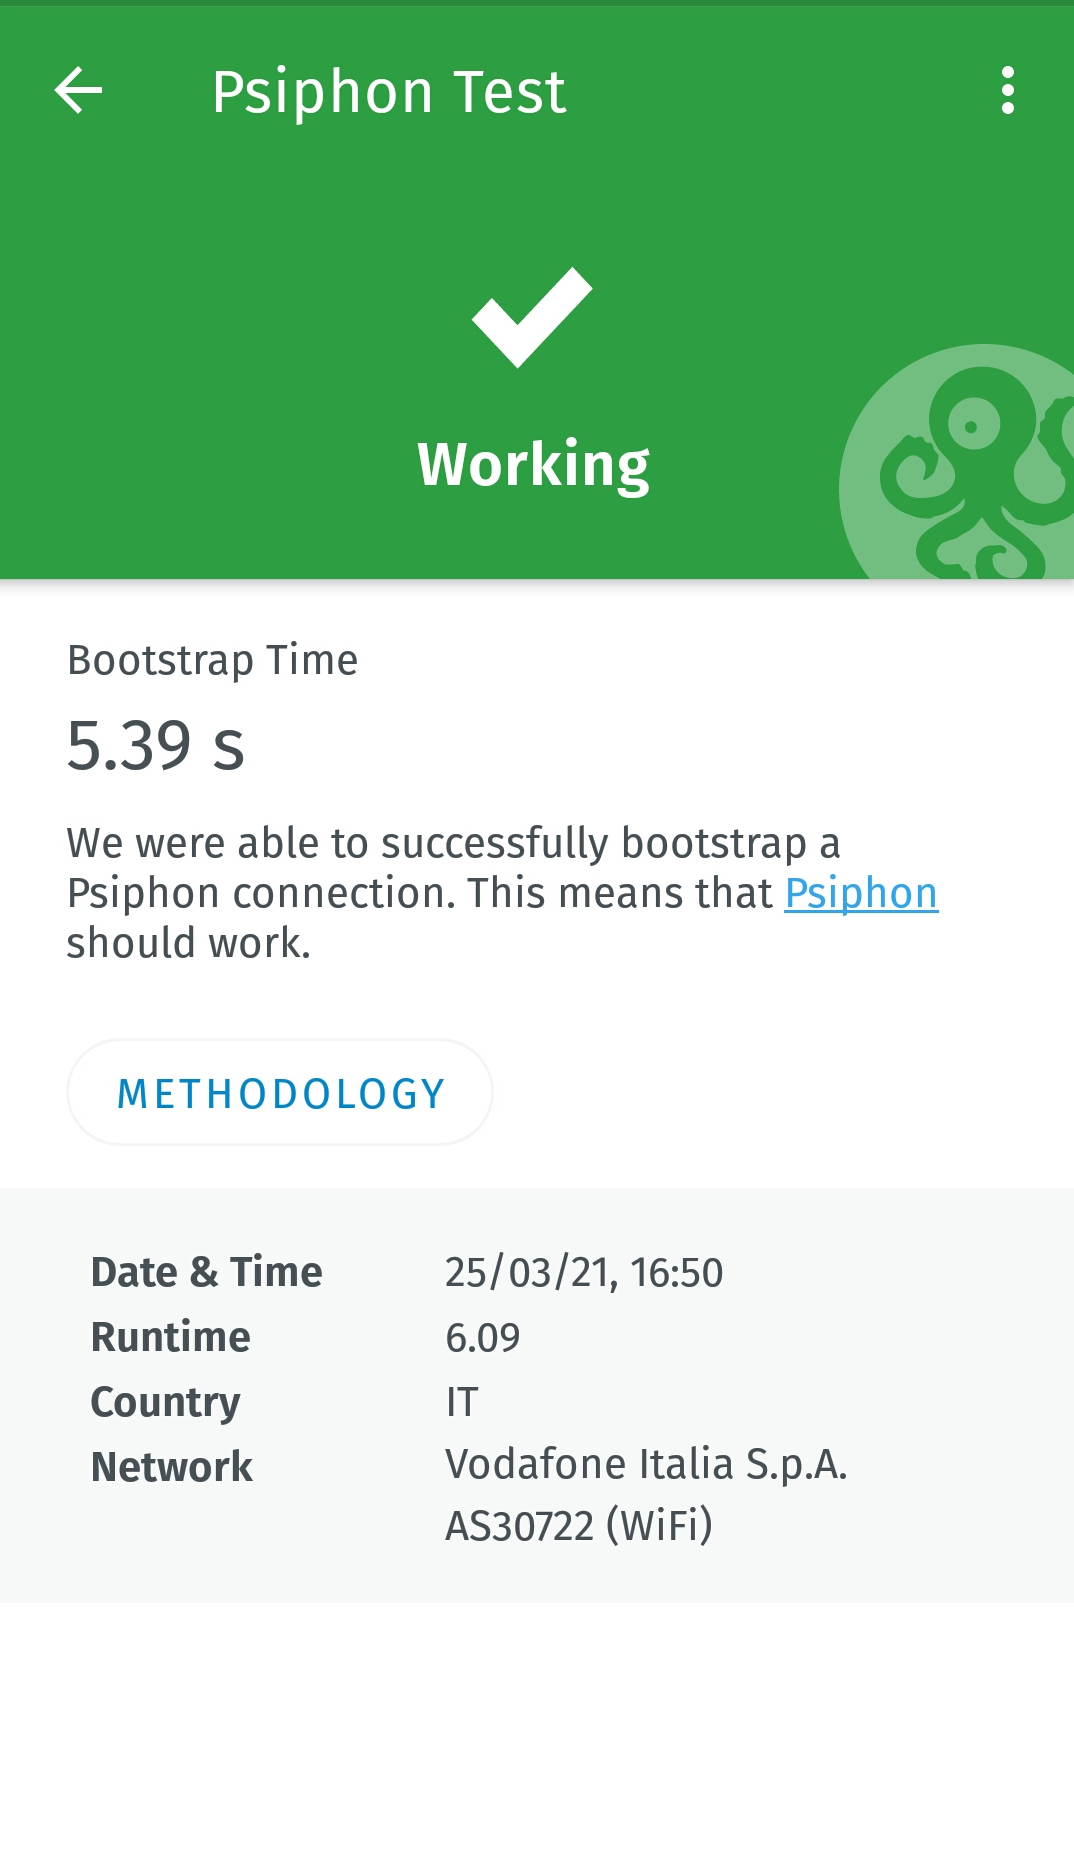 Psiphon Test
Working
Bootstrap Time
5.39 s
We were able to successfully bootstrap a
Psiphon connection. This means that Psiphon
should work.
METHODOLOGY
Date & Time 25/03/21, 16:50
Runtime 6.09
Country IT
Network Vodafone Italia S.p.A.
AS30722 (WiFi)